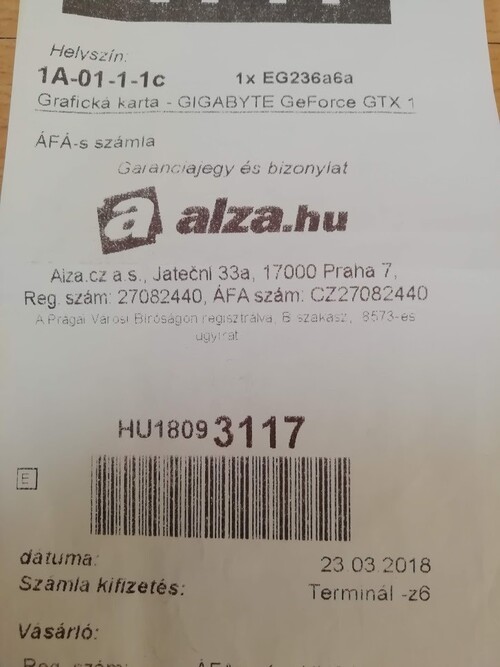 Helyszín:
1A-01-1-1c 1x EG236a6a
Grafická karta - GIGABYTE GeForce GTX 1
ÁFÁ-s számla
Garanciajegy és bizonylat
a alza.hu
Alza.cz a.s., Jateční 33a, 17000 Praha 7,
Reg. szám: 27082440, ÁFA szám: CZ27082440
A Prágai Városi Bíróságon regisztrálva, B szakasz, 8573-as
ügyirat
HU1809 3117
E
dátuma: 23.03.2018
Számla kifizetés: Terminál -z6
Vásárló:
Reg. szám: